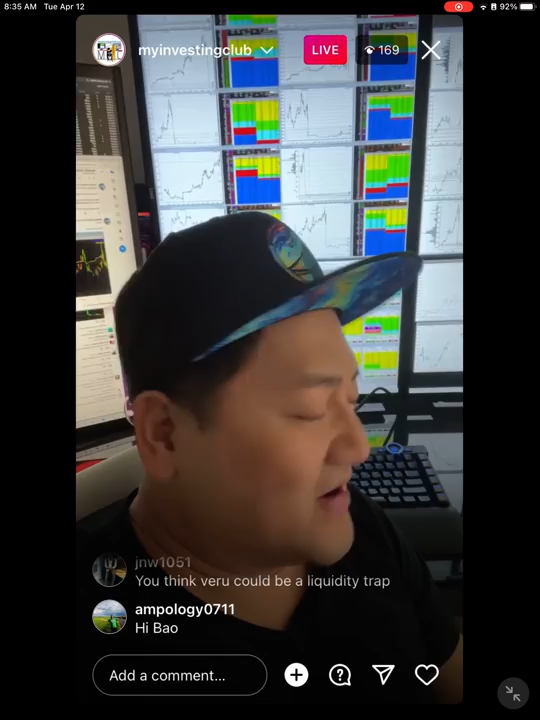 8:35 AM Tue Apr 12
92%
myinvestingclub
LIVE
169
jnw1051
You think veru could be a liquidity trap
ampology0711
Hi Bao
Add a comment...